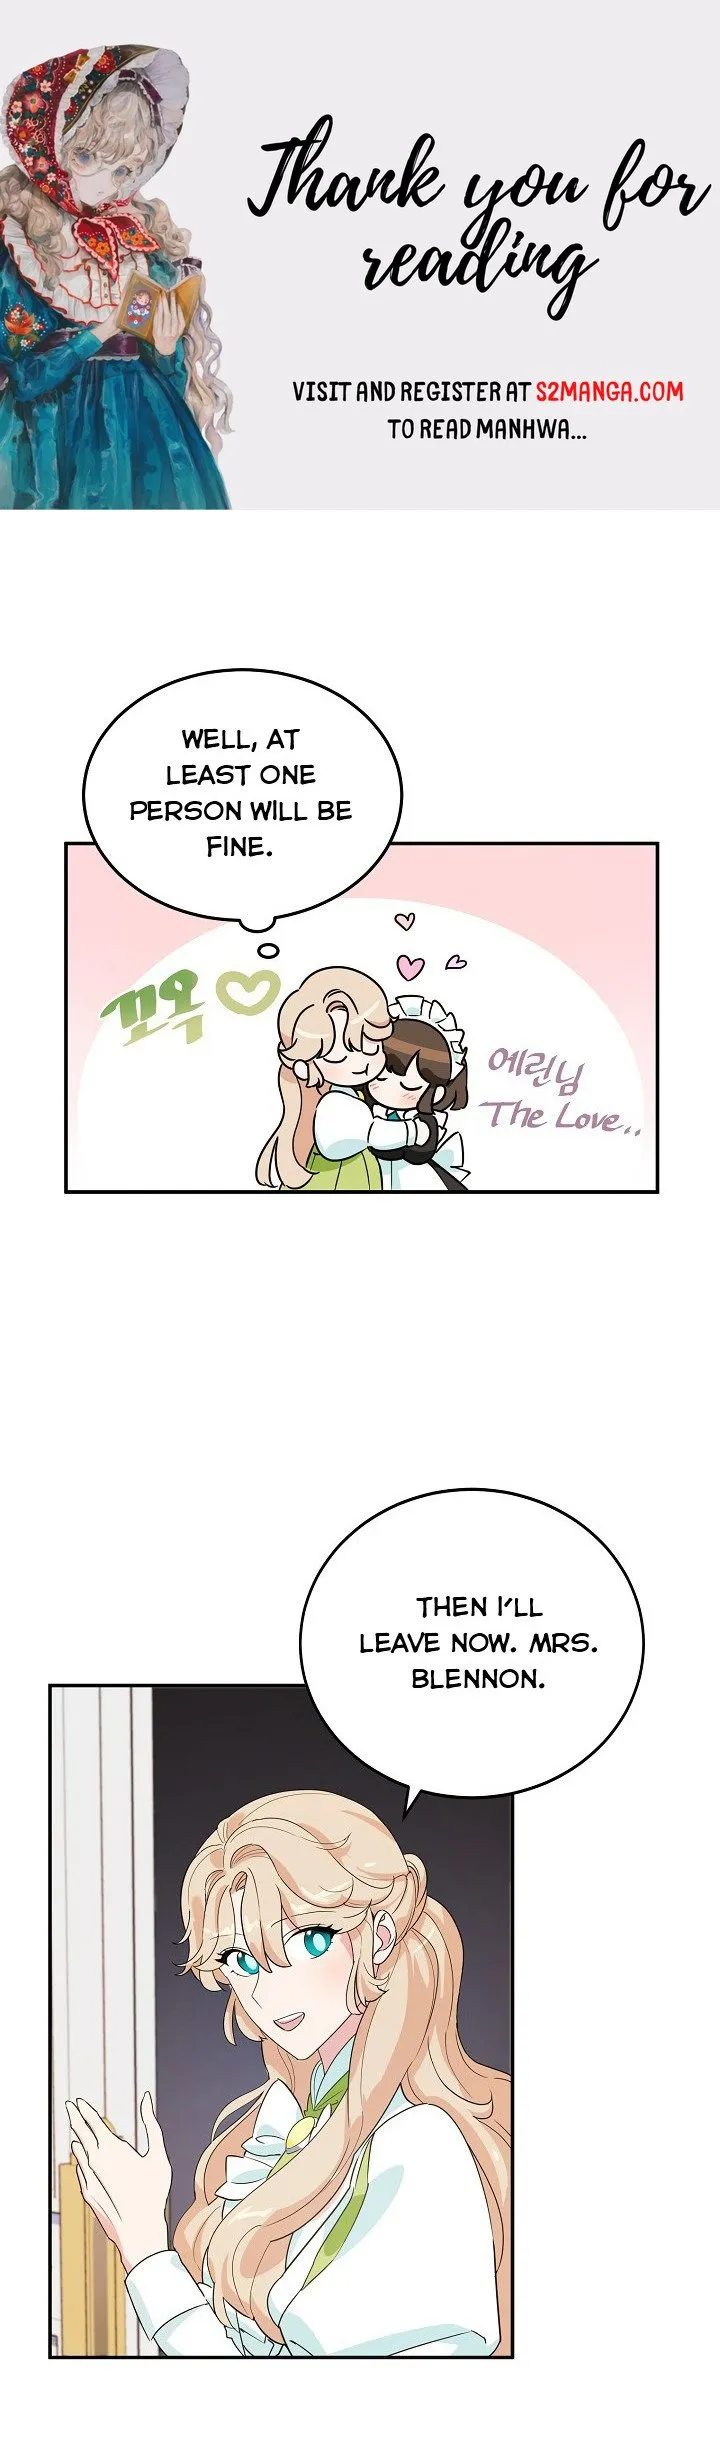 Thank you for
reading
VISIT AND REGISTER AT S2MANGA.COM
TO READ MANHWA...
WELL, AT
LEAST ONE
PERSON WILL BE
FINE.
꼬옥
에린님
The Love..
THEN I'LL
LEAVE NOW. MRS.
BLENNON.